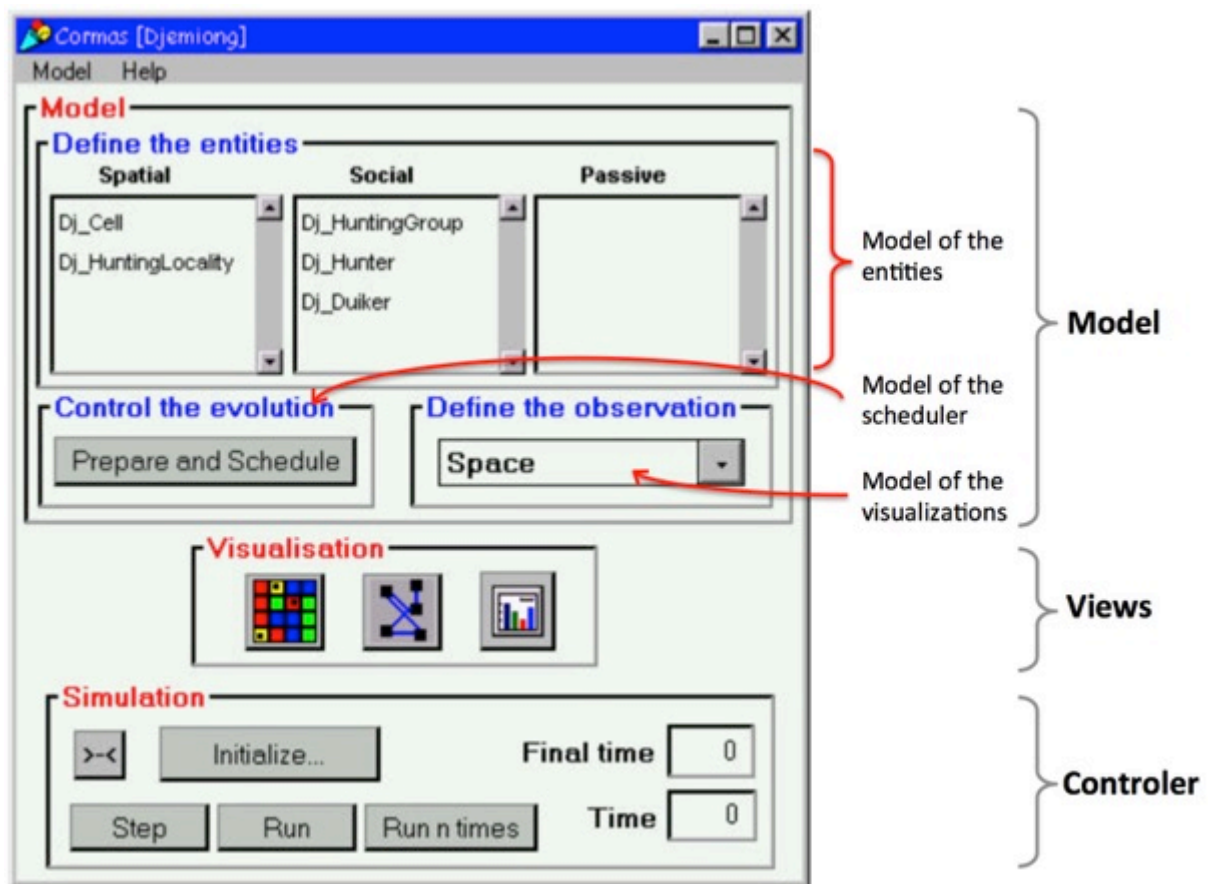 Cormas [Djemiong]
Model Help
Model
Define the entities
Spatial Social Passive
Dj_Cell
Dj_HuntingLocality
Dj_HuntingGroup
Dj_Hunter
Dj_Duiker
Control the evolution
Prepare and Schedule
Define the observation
Space
Visualisation
Simulation
>-<
Initialize...
Final time 0
Step
Run
Run n times
Time 0
Model of the
entities
Model of the
scheduler
Model of the
visualizations
Model
Views
Controler